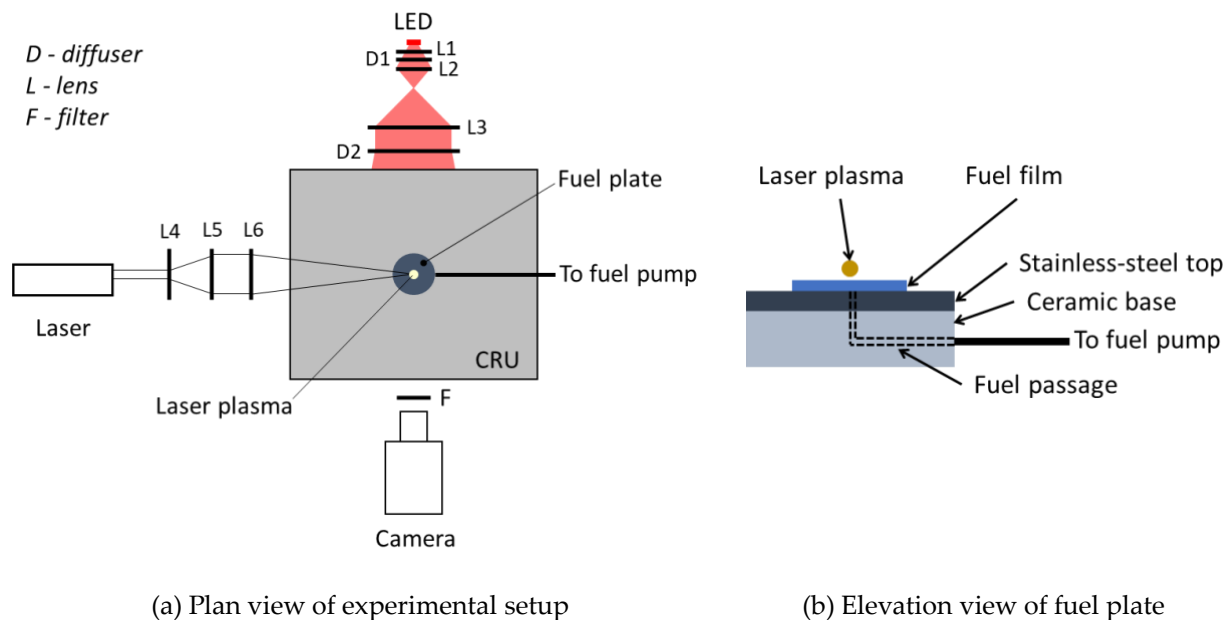 D - diffuser
L - lens
F - filter
LED
D1
L1
L2
L3
D2
Fuel plate
L4
L5
L6
To fuel pump
Laser
CRU
Laser plasma
F
Camera
(a) Plan view of experimental setup
Laser plasma
Fuel film
Stainless-steel top
Ceramic base
To fuel pump
Fuel passage
(b) Elevation view of fuel plate